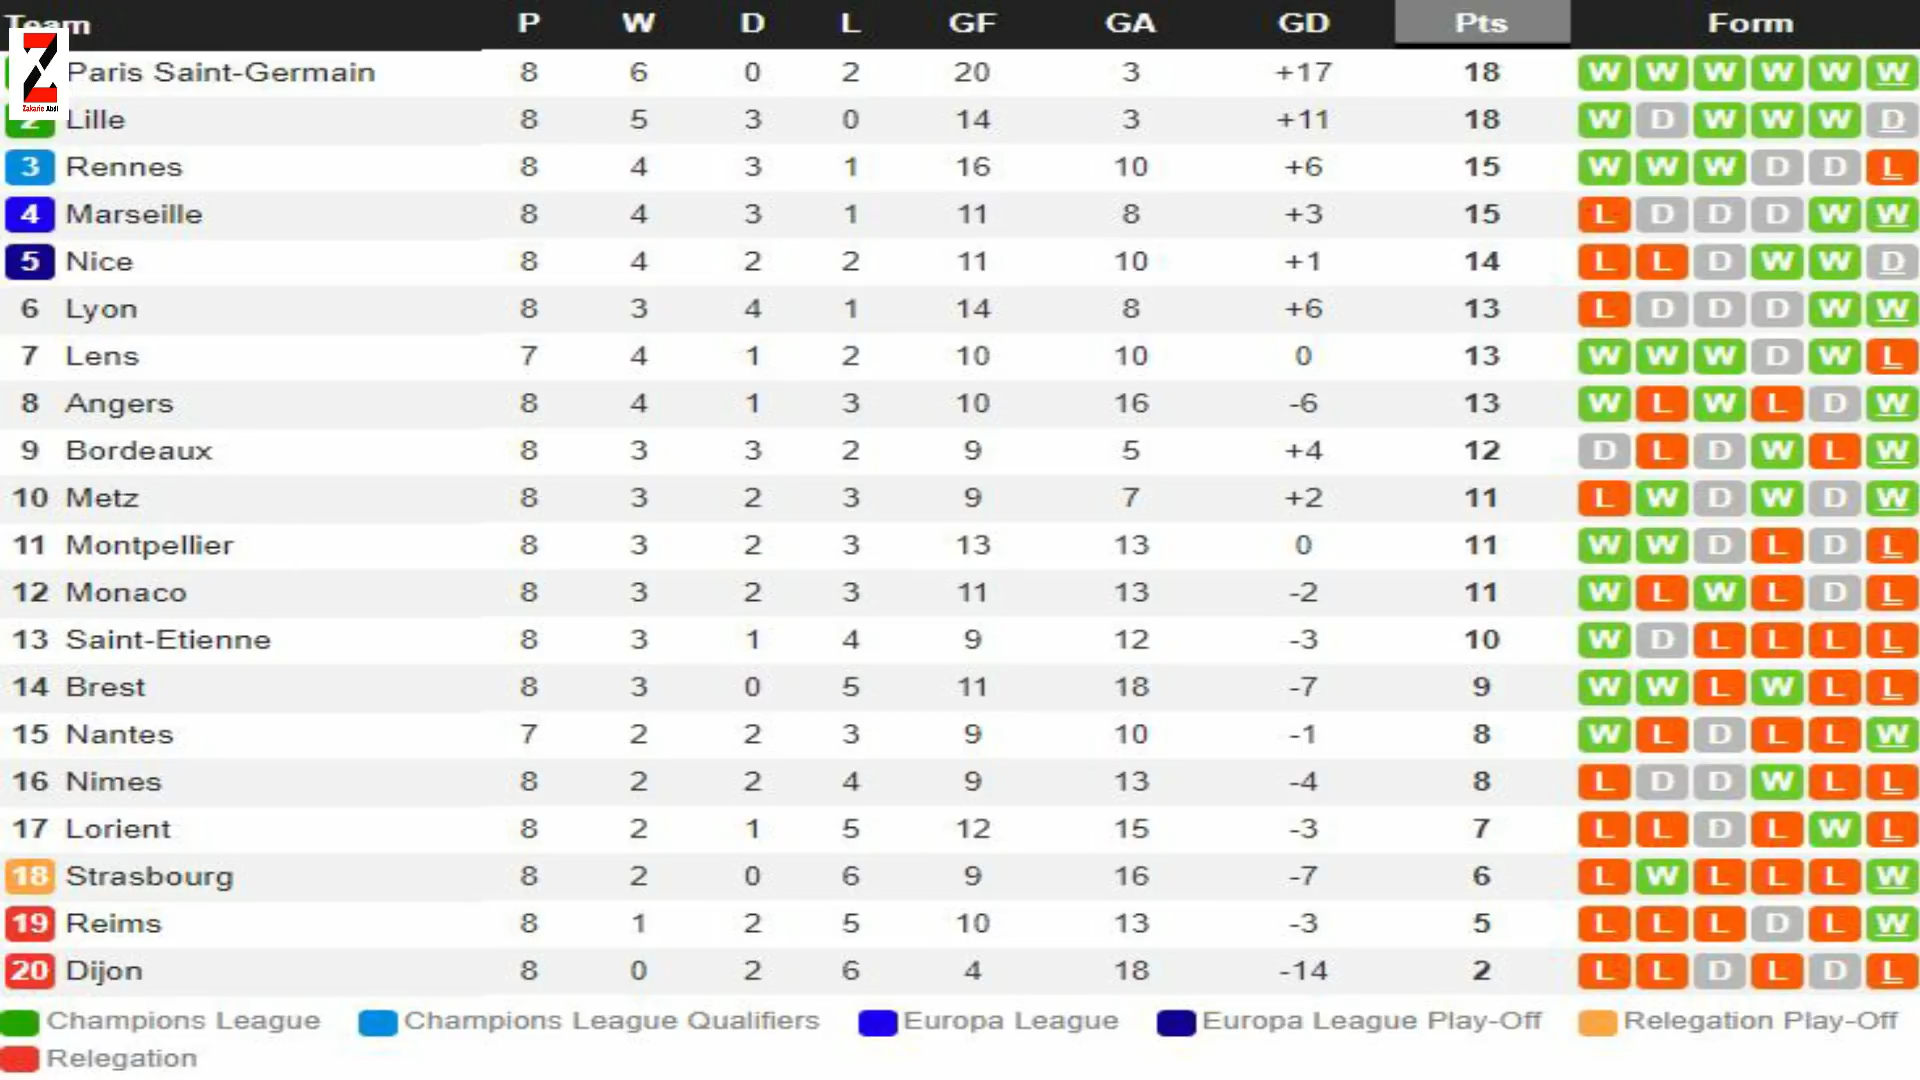 Team P W D L GF GA GD Pts Form
Zakarie Abdi
Paris Saint-Germain 8 6 0 2 20 3 +17 18 W W W W W W
2 Lille 8 5 3 0 14 3 +11 18 W D W W W D
3 Rennes 8 4 3 1 16 10 +6 15 W W W D D L
4 Marseille 8 4 3 1 11 8 +3 15 L D D D W W
5 Nice 8 4 2 2 11 10 +1 14 L L D W W D
6 Lyon 8 3 4 1 14 8 +6 13 L D D D W W
7 Lens 7 4 1 2 10 10 0 13 W W W D W L
8 Angers 8 4 1 3 10 16 -6 13 W L W L D W
9 Bordeaux 8 3 3 2 9 5 +4 12 D L D W L W
10 Metz 8 3 2 3 9 7 +2 11 L W D W D W
11 Montpellier 8 3 2 3 13 13 0 11 W W D L D L
12 Monaco 8 3 2 3 11 13 -2 11 W L W L D L
13 Saint-Etienne 8 3 1 4 9 12 -3 10 W D L L L L
14 Brest 8 3 0 5 11 18 -7 9 W W L W L L
15 Nantes 7 2 2 3 9 10 -1 8 W L D L L W
16 Nimes 8 2 2 4 9 13 -4 8 L D D W L L
17 Lorient 8 2 1 5 12 15 -3 7 L L D L W L
18 Strasbourg 8 2 0 6 9 16 -7 6 L W L L L W
19 Reims 8 1 2 5 10 13 -3 5 L L L D L W
20 Dijon 8 0 2 6 4 18 -14 2 L L D L D L
Champions League Champions League Qualifiers Europa League Europa League Play-Off Relegation Play-Off
Relegation